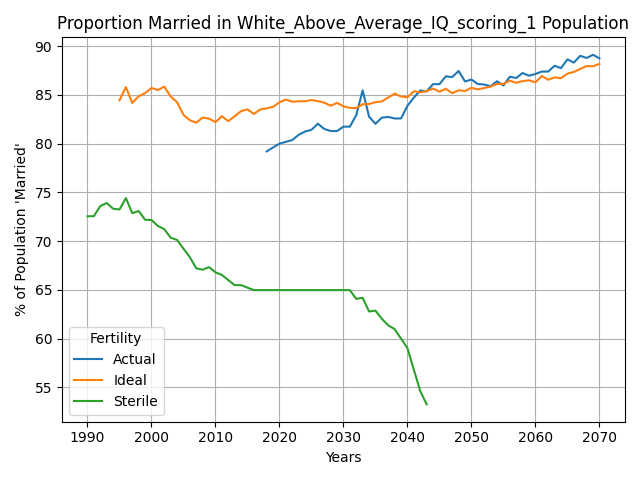 Proportion Married in White_Above_Average_IQ_scoring_1 Population
% of Population 'Married'
90
85
80
75
70
65
60
55
Fertility
Actual
Ideal
Sterile
1990 2000 2010 2020 2030 2040 2050 2060 2070
Years